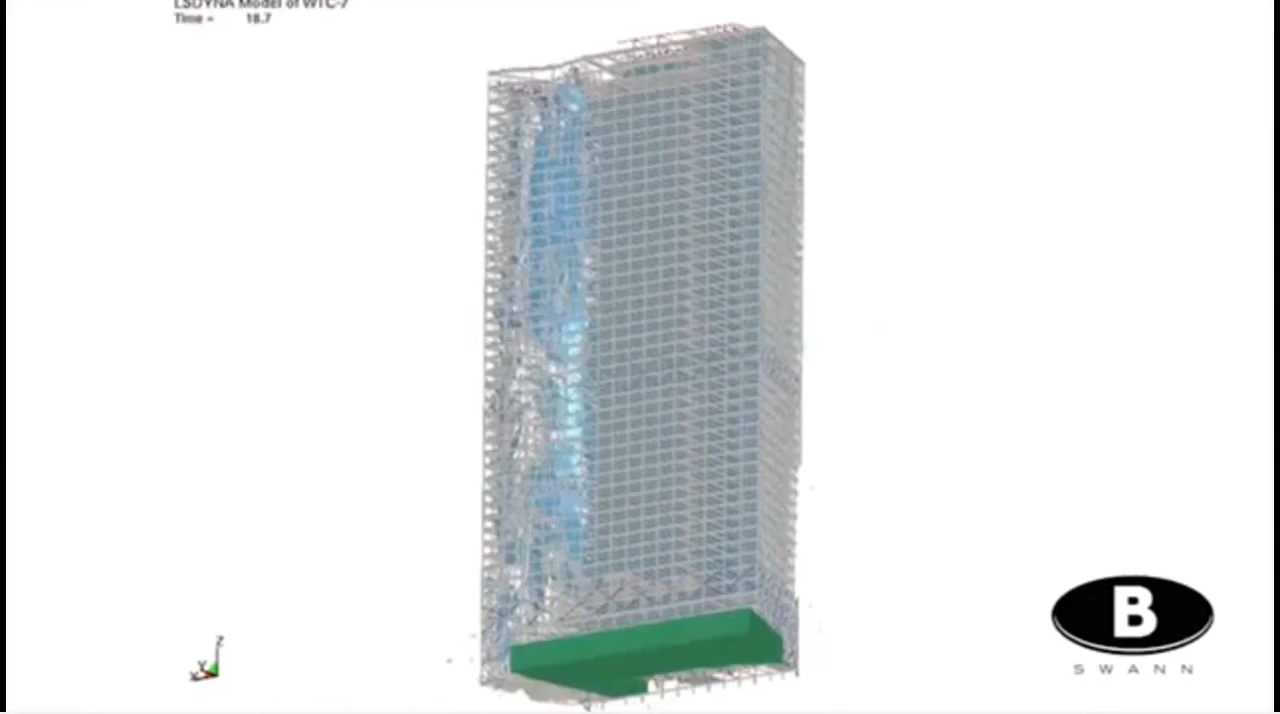 LSDYNA Model of WTC-7
Time = 18.7
Z
Y
X
B
SWANN